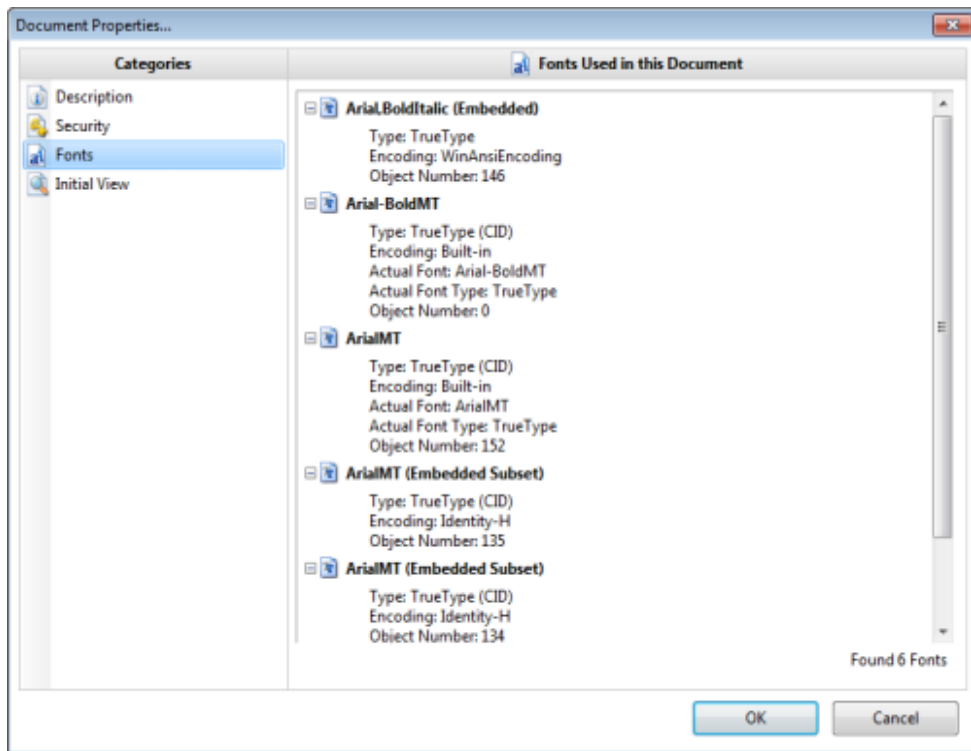 Document Properties...
Categories
Description
Security
Fonts
Initial View
Fonts Used in this Document
Arial,BoldItalic (Embedded)
Type: TrueType
Encoding: WinAnsiEncoding
Object Number: 146
Arial-BoldMT
Type: TrueType (CID)
Encoding: Built-in
Actual Font: Arial-BoldMT
Actual Font Type: TrueType
Object Number: 0
ArialMT
Type: TrueType (CID)
Encoding: Built-in
Actual Font: ArialMT
Actual Font Type: TrueType
Object Number: 152
ArialMT (Embedded Subset)
Type: TrueType (CID)
Encoding: Identity-H
Object Number: 135
ArialMT (Embedded Subset)
Type: TrueType (CID)
Encoding: Identity-H
Object Number: 134
Found 6 Fonts
OK
Cancel